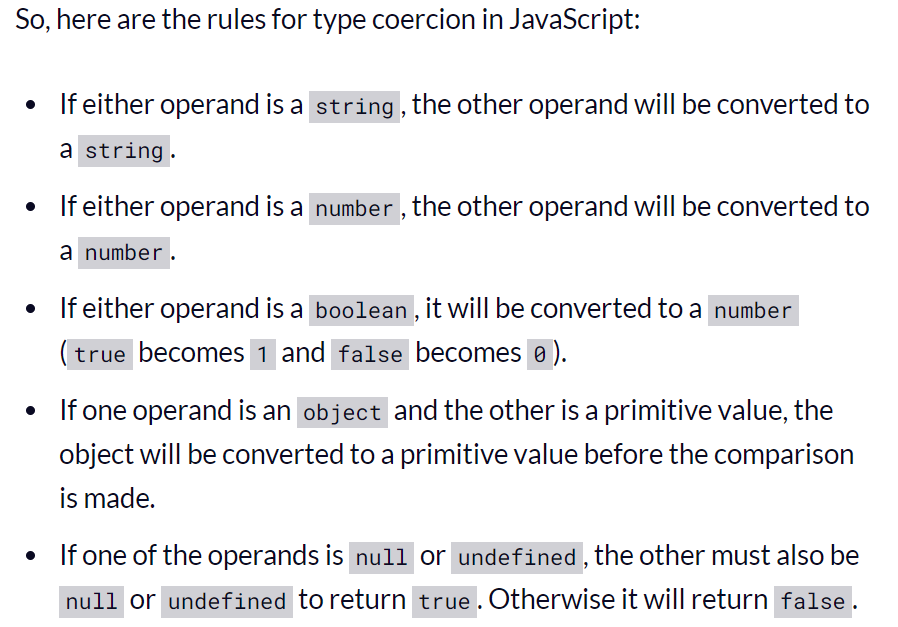 So, here are the rules for type coercion in JavaScript:
• If either operand is a string, the other operand will be converted to
a string.
• If either operand is a number, the other operand will be converted to
a number.
• If either operand is a boolean, it will be converted to a number
(true becomes 1 and false becomes 0).
• If one operand is an object and the other is a primitive value, the
object will be converted to a primitive value before the comparison
is made.
• If one of the operands is null or undefined, the other must also be
null or undefined to return true. Otherwise it will return false.